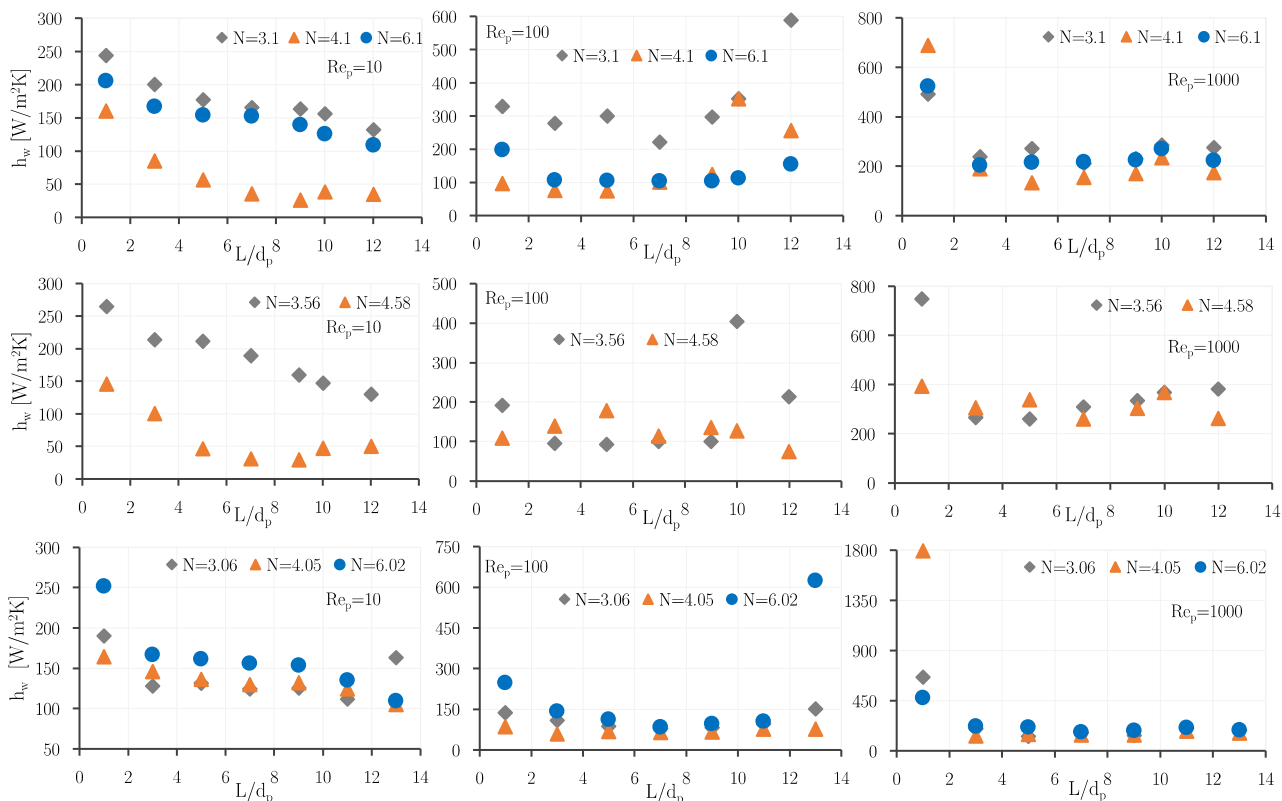 300
250
200
150
100
50
0
h_w [W/m²K]
N=3.1 N=4.1 N=6.1
Re_p=10
0 2 4 6 8 10 12 14
L/d_p
600
500
400
300
200
100
0
Re_p=100
N=3.1 N=4.1 N=6.1
0 2 4 6 8 10 12 14
L/d_p
800
600
400
200
0
N=3.1 N=4.1 N=6.1
Re_p=1000
0 2 4 6 8 10 12 14
L/d_p
300
250
200
150
100
50
0
h_w [W/m²K]
N=3.56 N=4.58
Re_p=10
0 2 4 6 8 10 12 14
L/d_p
500
400
300
200
100
0
Re_p=100
N=3.56 N=4.58
0 2 4 6 8 10 12 14
L/d_p
800
600
400
200
0
N=3.56 N=4.58
Re_p=1000
0 2 4 6 8 10 12 14
L/d_p
300
250
200
150
100
50
h_w [W/m²K]
N=3.06 N=4.05 N=6.02
Re_p=10
0 2 4 6 8 10 12 14
L/d_p
750
600
450
300
150
0
Re_p=100
N=3.06 N=4.05 N=6.02
0 2 4 6 8 10 12 14
L/d_p
1800
1350
900
450
0
N=3.06 N=4.05 N=6.02
Re_p=1000
0 2 4 6 8 10 12 14
L/d_p